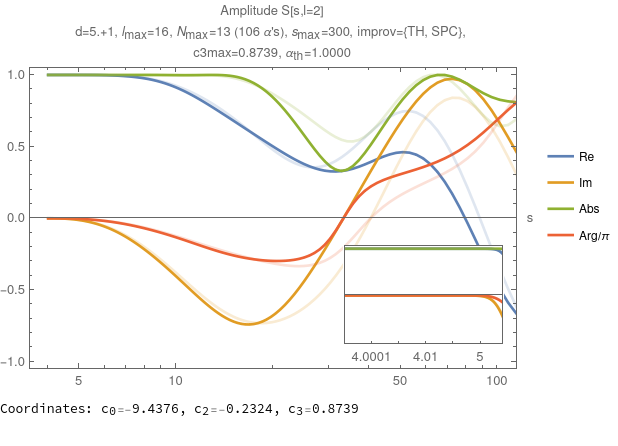 Amplitude S[s,l=2]
d=5.+1, lmax=16, Nmax=13 (106 α's), smax=300, improv={TH, SPC},
c3max=0.8739, αth=1.0000
1.0
0.5
0.0
−0.5
−1.0
s
4.0001 4.01 5
5 10 50 100
Re
Im
Abs
Arg/π
Coordinates: c0=-9.4376, c2=-0.2324, c3=0.8739